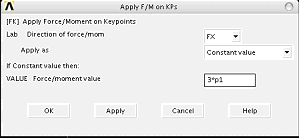 Apply F/M on KPs
[FK] Apply Force/Moment on Keypoints
Lab Direction of force/mom FX
Apply as Constant value
If Constant value then:
VALUE Force/moment value 3*p1
OK Apply Cancel Help